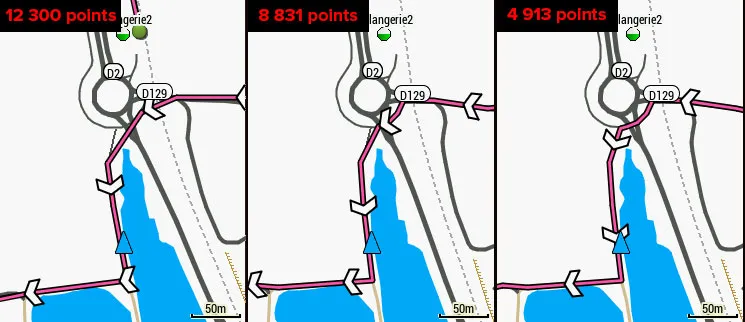 12 300 points
angerie2
D2
D129
50m
8 831 points
langerie2
D2
D129
50m
4 913 points
langerie2
D2
D129
50m